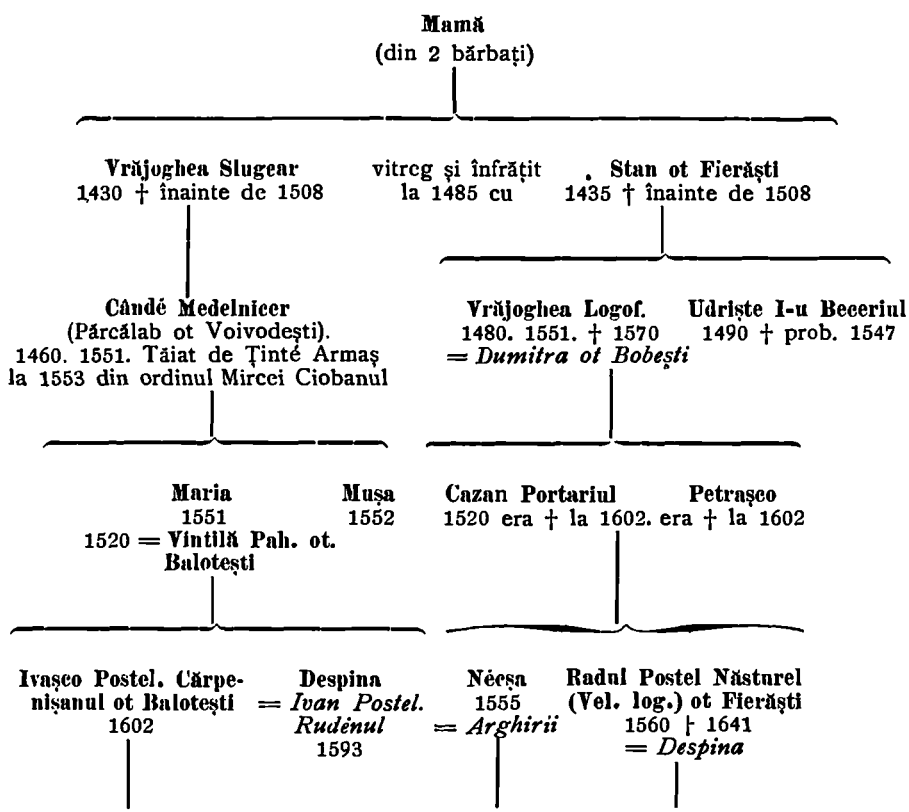 Mamă
(din 2 bărbați)
Vrăjoghea Slugear
1430 † înainte de 1508
vitreg și înfrățit
la 1485 cu
Stan ot Fierăști
1435 † înainte de 1508
Cândé Medelnicer
(Părcălab ot Voivodești).
1460. 1551. Tăiat de Ținté Armaș
la 1553 din ordinul Mircei Ciobanul
Vrăjoghea Logof.
1480. 1551. † 1570
= Dumitra ot Bobești
Udriște I-u Beceriul
1490 † prob. 1547
Maria
1551
1520 = Vintilă Pah. ot.
Balotești
Mușa
1552
Cazan Portariul
1520 era † la 1602.
Petrașco
era † la 1602
Ivașco Postel. Cărpe-
nișanul ot Balotești
1602
Despina
= Ivan Postel.
Rudénul
1593
Nécșa
1555
= Arghirii
Radul Postel Năsturel
(Vel. log.) ot Fierăști
1560 † 1641
= Despina